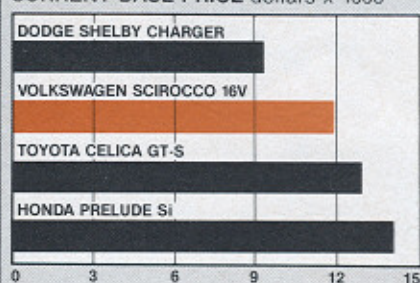 CURRENT BASE PRICE dollars x 1000
DODGE SHELBY CHARGER
VOLKSWAGEN SCIROCCO 16V
TOYOTA CELICA GT-S
HONDA PRELUDE Si
0 3 6 9 12 15